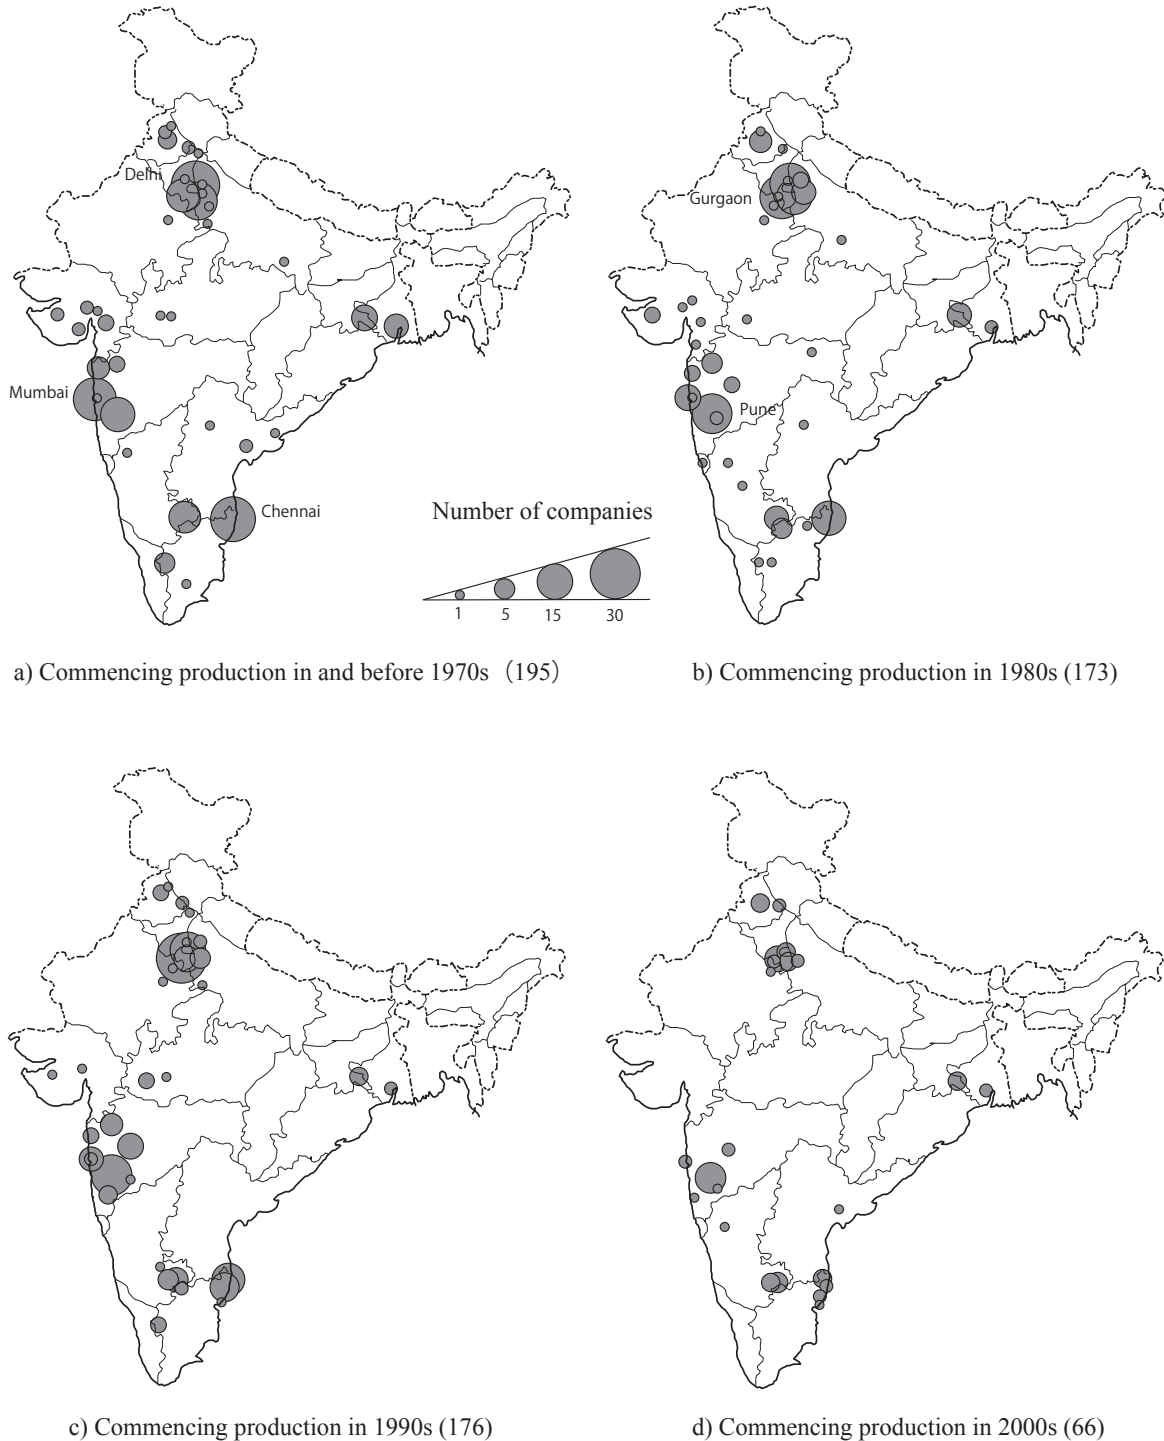 Delhi
Mumbai
Chennai
Gurgaon
Pune
Number of companies
1 5 15 30
a) Commencing production in and before 1970s（195）
b) Commencing production in 1980s (173)
c) Commencing production in 1990s (176)
d) Commencing production in 2000s (66)